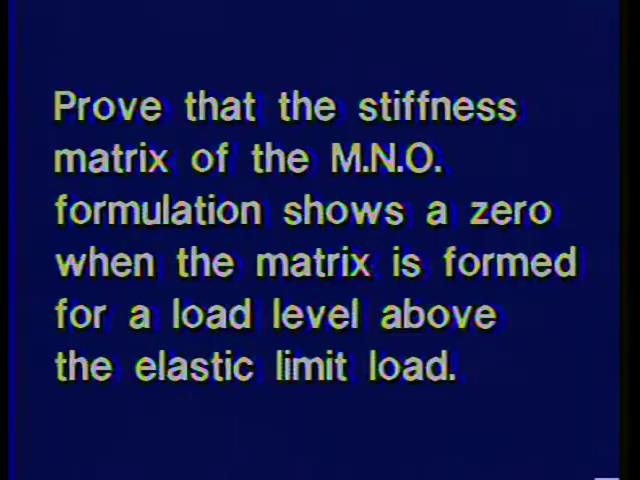 Prove that the stiffness
matrix of the M.N.O.
formulation shows a zero
when the matrix is formed
for a load level above
the elastic limit load.